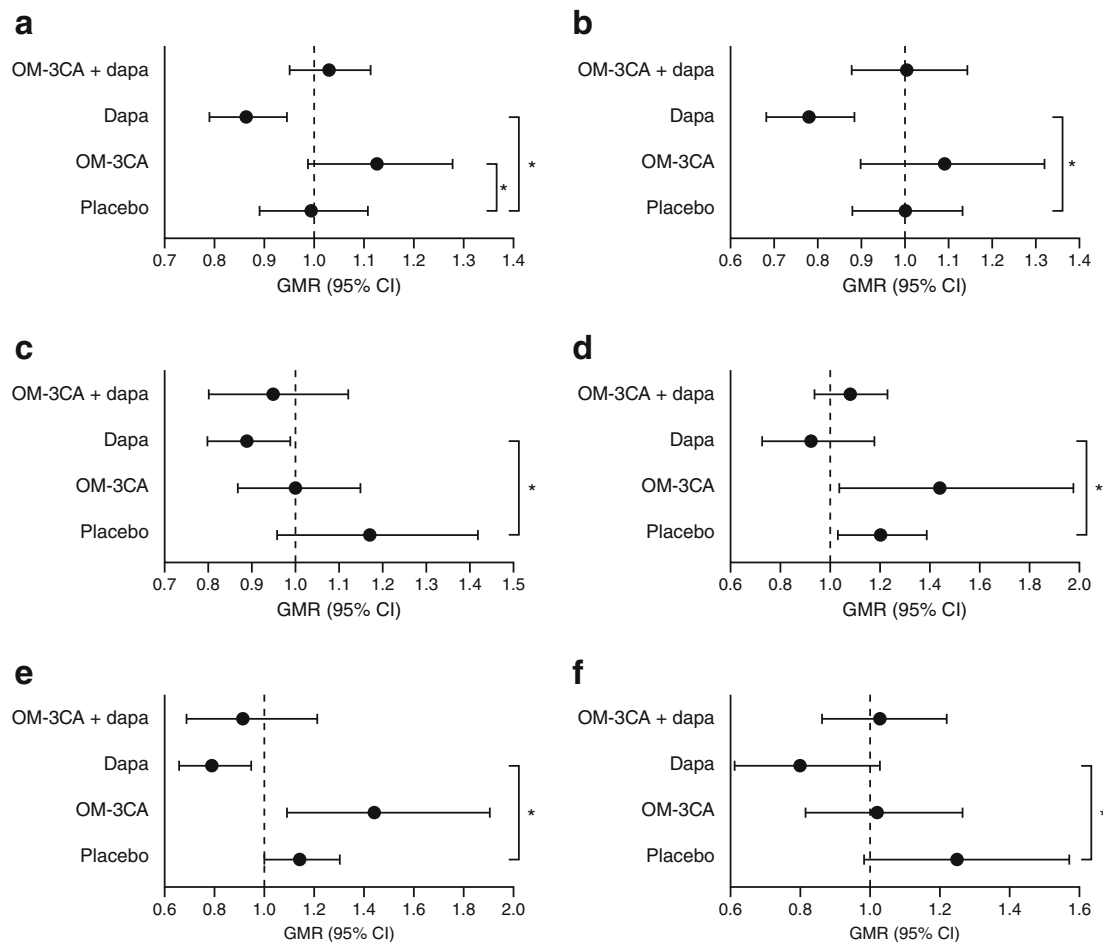 a
OM-3CA + dapa
Dapa
OM-3CA
Placebo
*
*
0.7 0.8 0.9 1.0 1.1 1.2 1.3 1.4
GMR (95% CI)
b
OM-3CA + dapa
Dapa
OM-3CA
Placebo
*
0.6 0.7 0.8 0.9 1.0 1.1 1.2 1.3 1.4
GMR (95% CI)
c
OM-3CA + dapa
Dapa
OM-3CA
Placebo
*
0.7 0.8 0.9 1.0 1.1 1.2 1.3 1.4 1.5
GMR (95% CI)
d
OM-3CA + dapa
Dapa
OM-3CA
Placebo
*
0.6 0.8 1.0 1.2 1.4 1.6 1.8 2.0
GMR (95% CI)
e
OM-3CA + dapa
Dapa
OM-3CA
Placebo
*
0.6 0.8 1.0 1.2 1.4 1.6 1.8 2.0
GMR (95% CI)
f
OM-3CA + dapa
Dapa
OM-3CA
Placebo
*
0.6 0.8 1.0 1.2 1.4 1.6
GMR (95% CI)